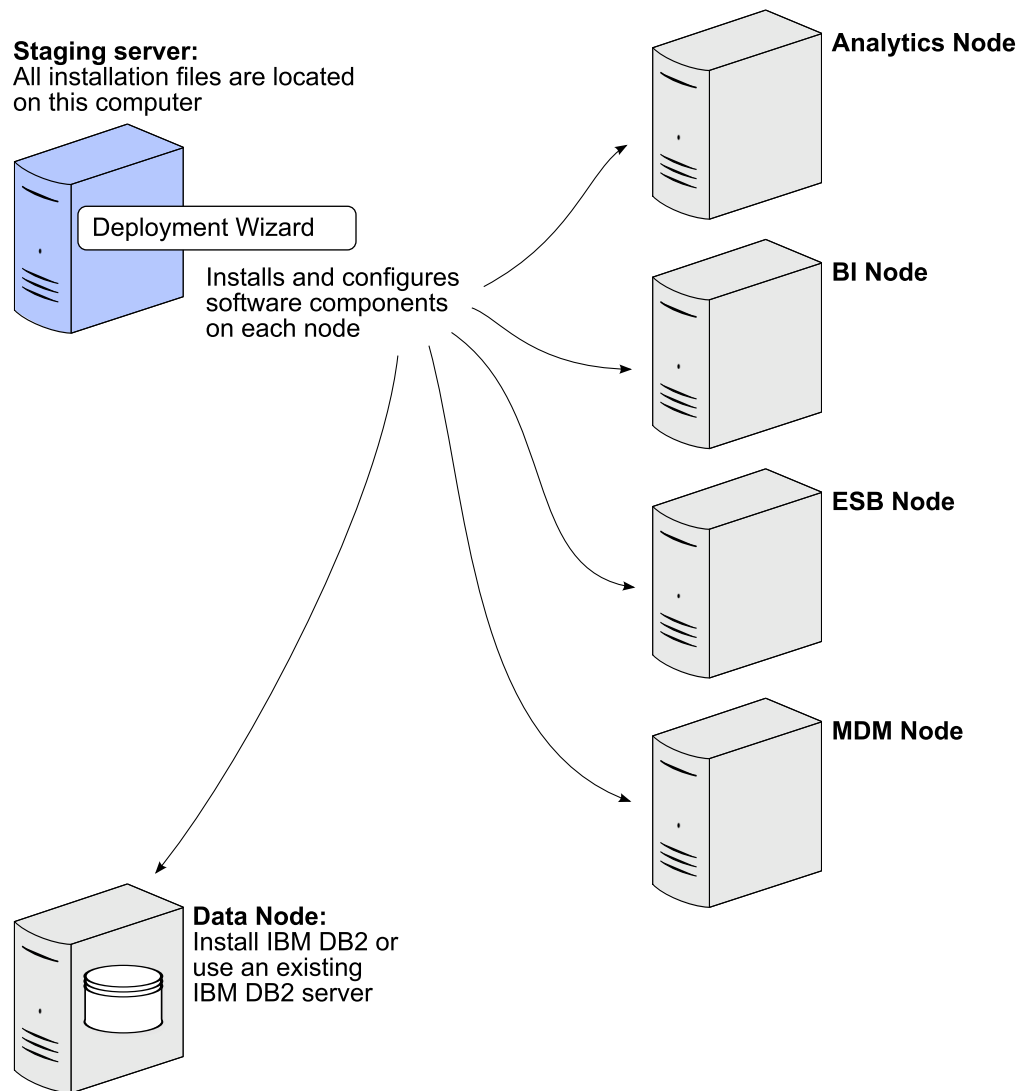 Staging server:
All installation files are located
on this computer
Deployment Wizard
Installs and configures
software components
on each node
Analytics Node
BI Node
ESB Node
MDM Node
Data Node:
Install IBM DB2 or
use an existing
IBM DB2 server